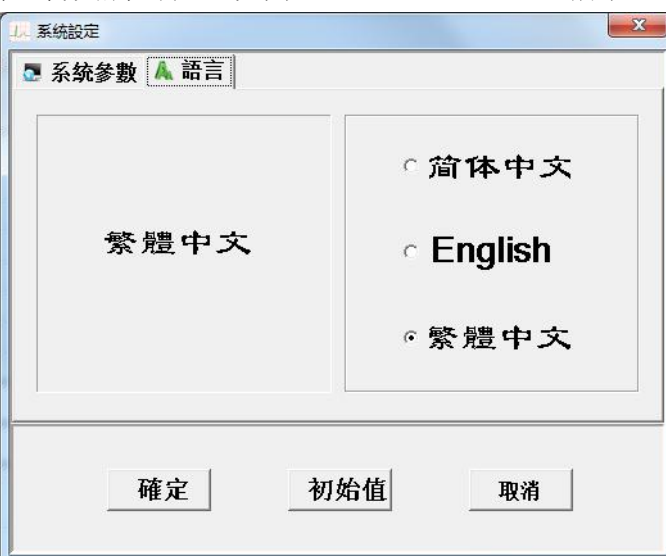 系統設定
系統參數 語言
繁體中文
简体中文
English
繁體中文
確定 初始值 取消